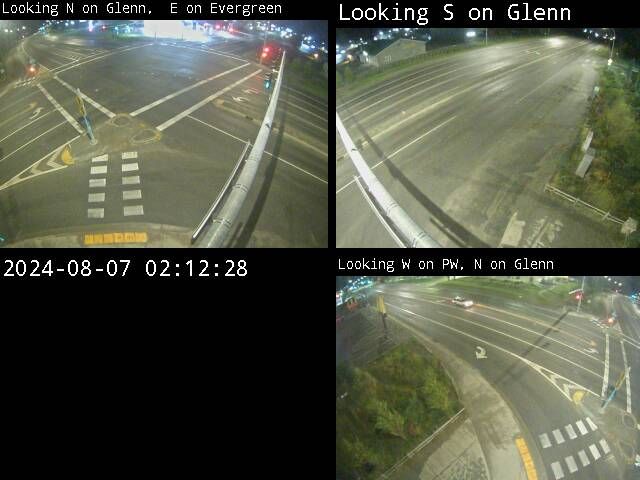 Looking N on Glenn,  E on Evergreen
Looking S on Glenn
2024-08-07 02:12:28
Looking W on PW, N on Glenn